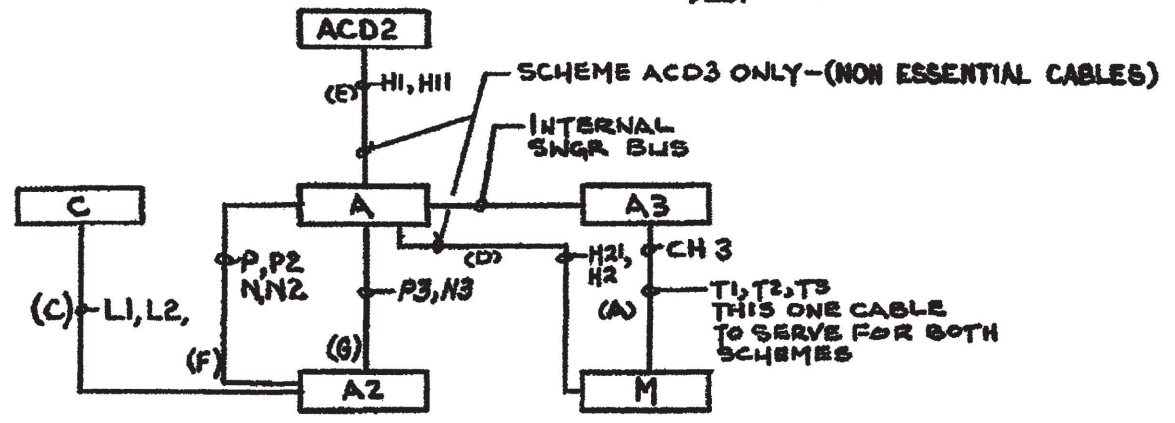 ACD2
(E) H1, H11
SCHEME ACD3 ONLY-(NON ESSENTIAL CABLES)
INTERNAL
SWGR BUS
C
A
A3
P, P2
N, N2
(D)
H21,
H2
CH 3
(C) L1, L2,
P3, N3
(A)
T1, T2, T3
THIS ONE CABLE
TO SERVE FOR BOTH
SCHEMES
(F)
(G)
A2
M